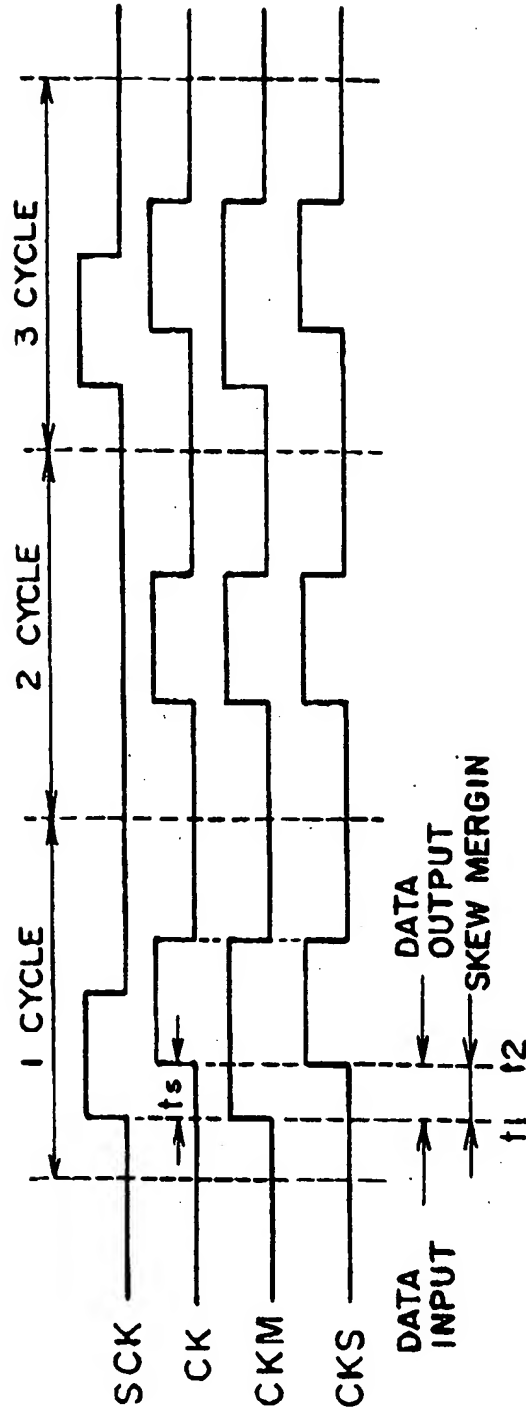 1 CYCLE
2 CYCLE
3 CYCLE
SCK
CK
ts
CKM
CKS
DATA
INPUT
DATA
OUTPUT
SKEW MERGIN
t1
t2